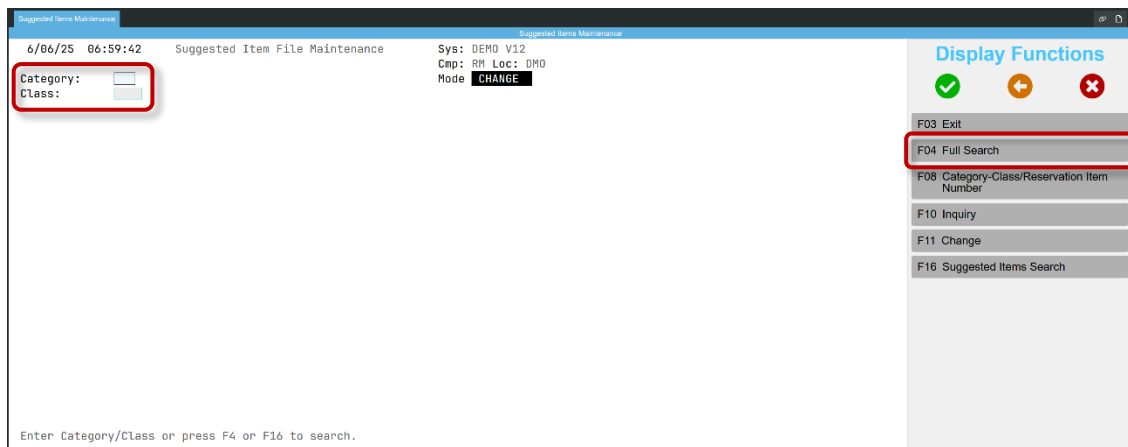 Suggested Items Maintenance
Suggested Items Maintenance
6/06/25 06:59:42 Suggested Item File Maintenance Sys: DEMO V12
Cmp: RM Loc: DMO
Mode CHANGE
Category:
Class:
Enter Category/Class or press F4 or F16 to search.
Display Functions
F03 Exit
F04 Full Search
F08 Category-Class/Reservation Item
Number
F10 Inquiry
F11 Change
F16 Suggested Items Search